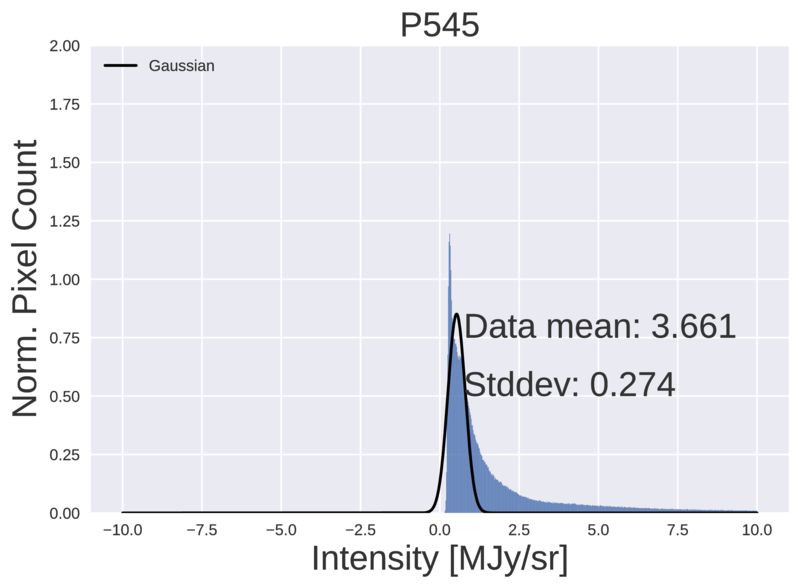 P545
Gaussian
2.00
1.75
1.50
1.25
1.00
0.75
0.50
0.25
0.00
Norm. Pixel Count
Data mean: 3.661
Stddev: 0.274
−10.0 −7.5 −5.0 −2.5 0.0 2.5 5.0 7.5 10.0
Intensity [MJy/sr]